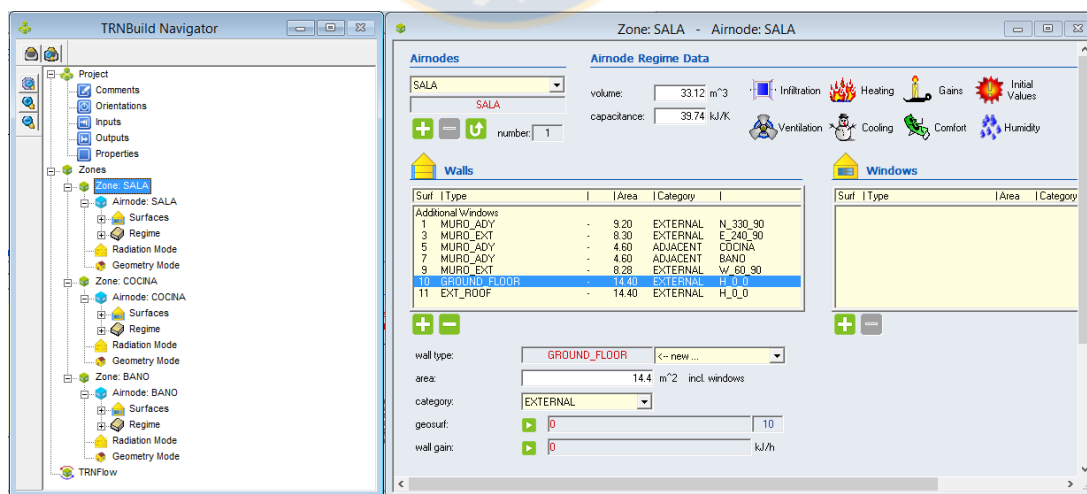 TRNBuild Navigator
Project
Comments
Orientations
Inputs
Outputs
Properties
Zones
Zone: SALA
Airnode: SALA
Surfaces
Regime
Radiation Mode
Geometry Mode
Zone: COCINA
Airnode: COCINA
Surfaces
Regime
Radiation Mode
Geometry Mode
Zone: BANO
Airnode: BANO
Surfaces
Regime
Radiation Mode
Geometry Mode
TRNFlow
Zone: SALA - Airnode: SALA
Airnodes
SALA
SALA
number: 1
Airnode Regime Data
volume: 33.12 m^3
capacitance: 39.74 kJ/K
Infiltration Heating Gains Initial Values
Ventilation Cooling Comfort Humidity
Walls
Surf | Type | | Area | Category |
Additional Windows
1 MURO_ADY - 9.20 EXTERNAL N_330_90
3 MURO_EXT - 8.30 EXTERNAL E_240_90
5 MURO_ADY - 4.60 ADJACENT COCINA
7 MURO_ADY - 4.60 ADJACENT BANO
9 MURO_EXT - 8.28 EXTERNAL W_60_90
10 GROUND_FLOOR - 14.40 EXTERNAL H_0_0
11 EXT_ROOF - 14.40 EXTERNAL H_0_0
Windows
Surf | Type | Area | Category
wall type: GROUND_FLOOR <-- new ...
area: 14.4 m^2 incl. windows
category: EXTERNAL
geosurf: 0 10
wall gain: 0 kJ/h